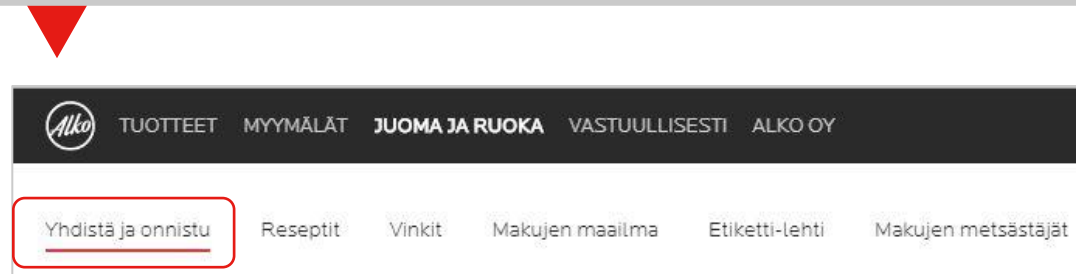 Alko TUOTTEET MYYMÄLÄT JUOMA JA RUOKA VASTUULLISESTI ALKO OY
Yhdistä ja onnistu Reseptit Vinkit Makujen maailma Etiketti-lehti Makujen metsästäjät